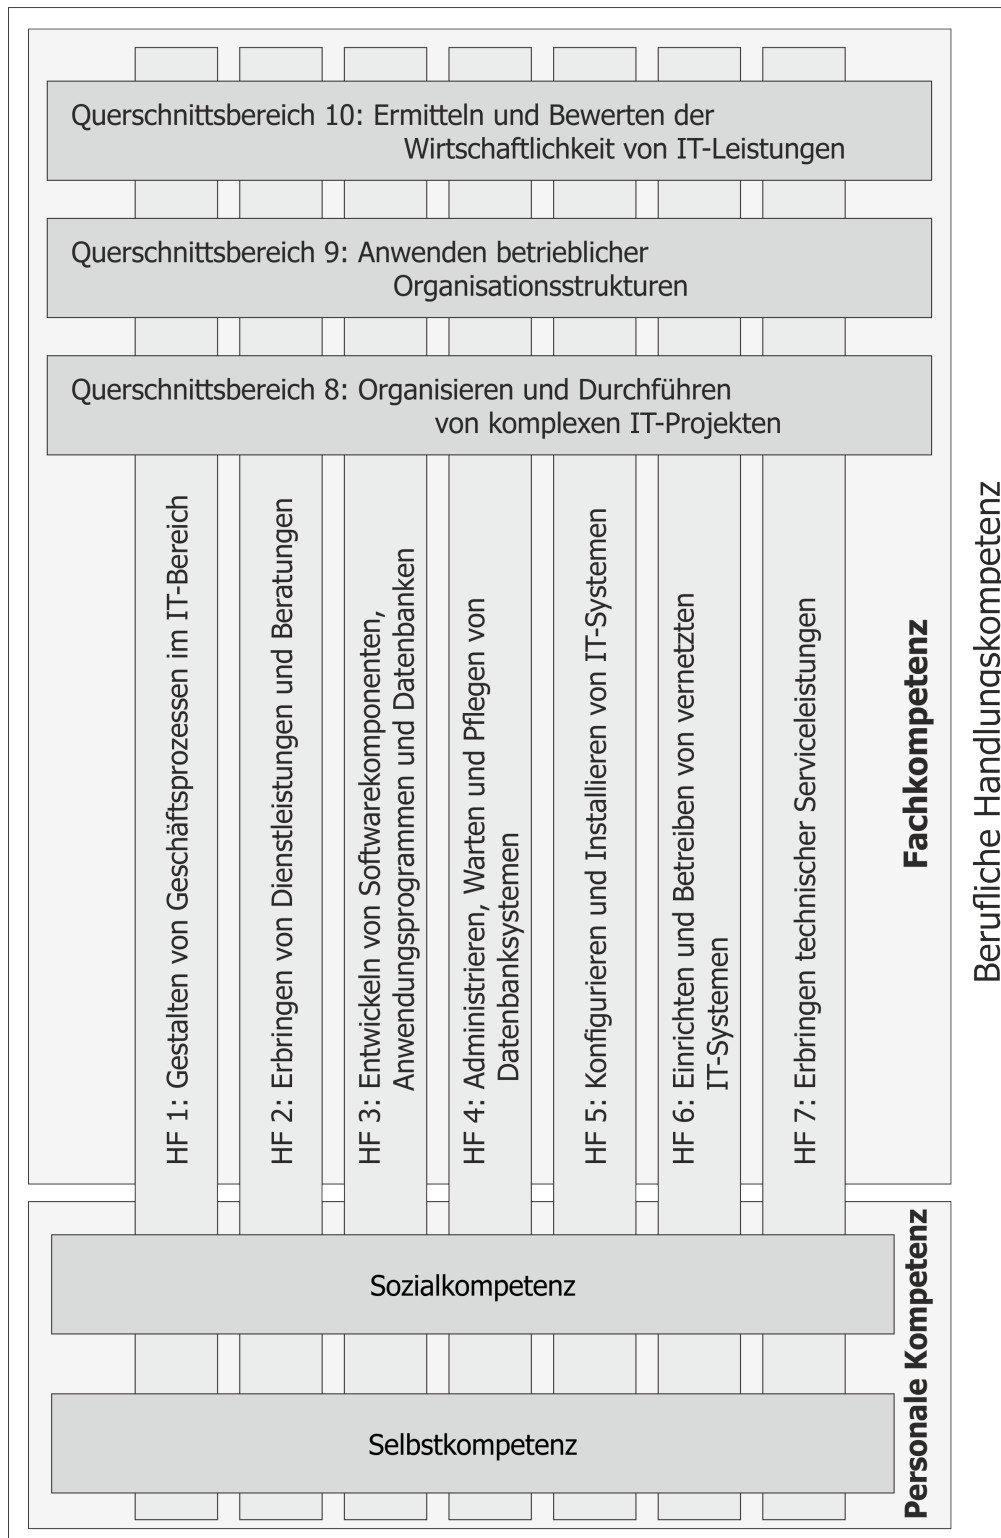 Querschnittsbereich 10: Ermitteln und Bewerten der
Wirtschaftlichkeit von IT-Leistungen
Querschnittsbereich 9: Anwenden betrieblicher
Organisationsstrukturen
Querschnittsbereich 8: Organisieren und Durchführen
von komplexen IT-Projekten
HF 1: Gestalten von Geschäftsprozessen im IT-Bereich
HF 2: Erbringen von Dienstleistungen und Beratungen
HF 3: Entwickeln von Softwarekomponenten,
Anwendungsprogrammen und Datenbanken
HF 4: Administrieren, Warten und Pflegen von
Datenbanksystemen
HF 5: Konfigurieren und Installieren von IT-Systemen
HF 6: Einrichten und Betreiben von vernetzten
IT-Systemen
HF 7: Erbringen technischer Serviceleistungen
Fachkompetenz
Berufliche Handlungskompetenz
Sozialkompetenz
Selbstkompetenz
Personale Kompetenz